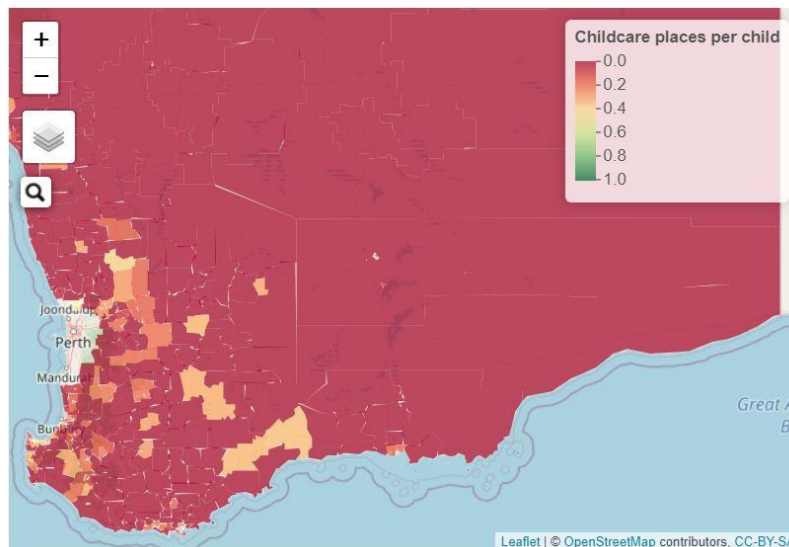 +
−
Childcare places per child
0.0
0.2
0.4
0.6
0.8
1.0
Joondalup
Perth
Mandurah
Bunbury
Great A
B
Leaflet | © OpenStreetMap contributors, CC-BY-SA